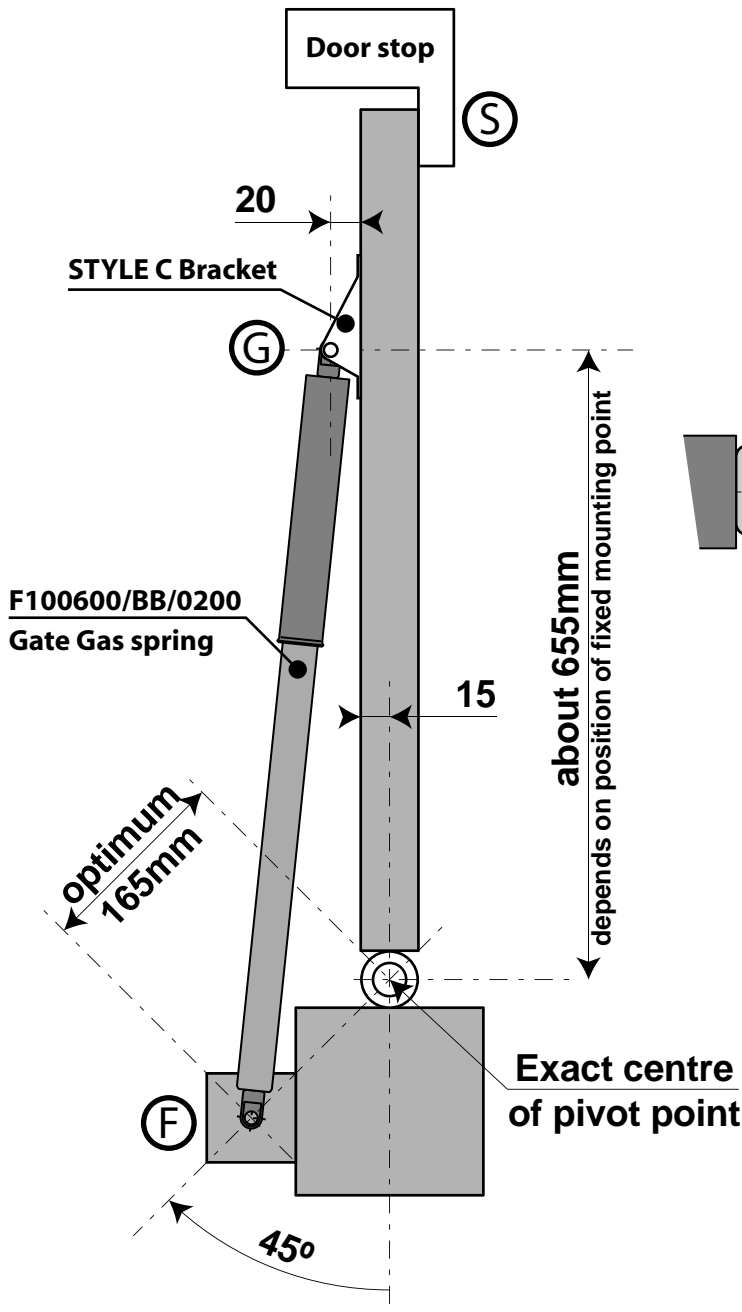 Door stop
S
20
STYLE C Bracket
G
about 655mm
depends on position of fixed mounting point
F100600/BB/0200
Gate Gas spring
15
optimum
165mm
Exact centre
of pivot point
F
45º